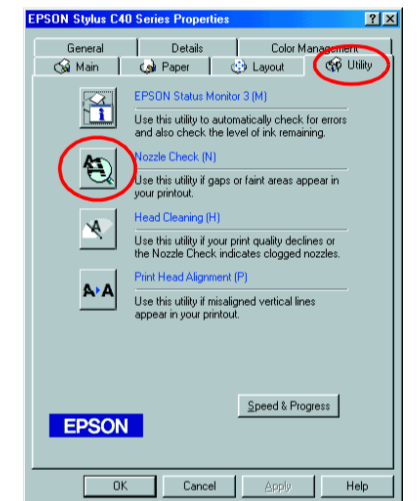 EPSON Stylus C40 Series Properties
General Details Color Management
Main Paper Layout Utility
EPSON Status Monitor 3 (M)
Use this utility to automatically check for errors
and also check the level of ink remaining.
Nozzle Check (N)
Use this utility if gaps or faint areas appear in
your printout.
Head Cleaning (H)
Use this utility if your print quality declines or
the Nozzle Check indicates clogged nozzles.
Print Head Alignment (P)
Use this utility if misaligned vertical lines
appear in your printout.
Speed & Progress
EPSON
OK Cancel Apply Help